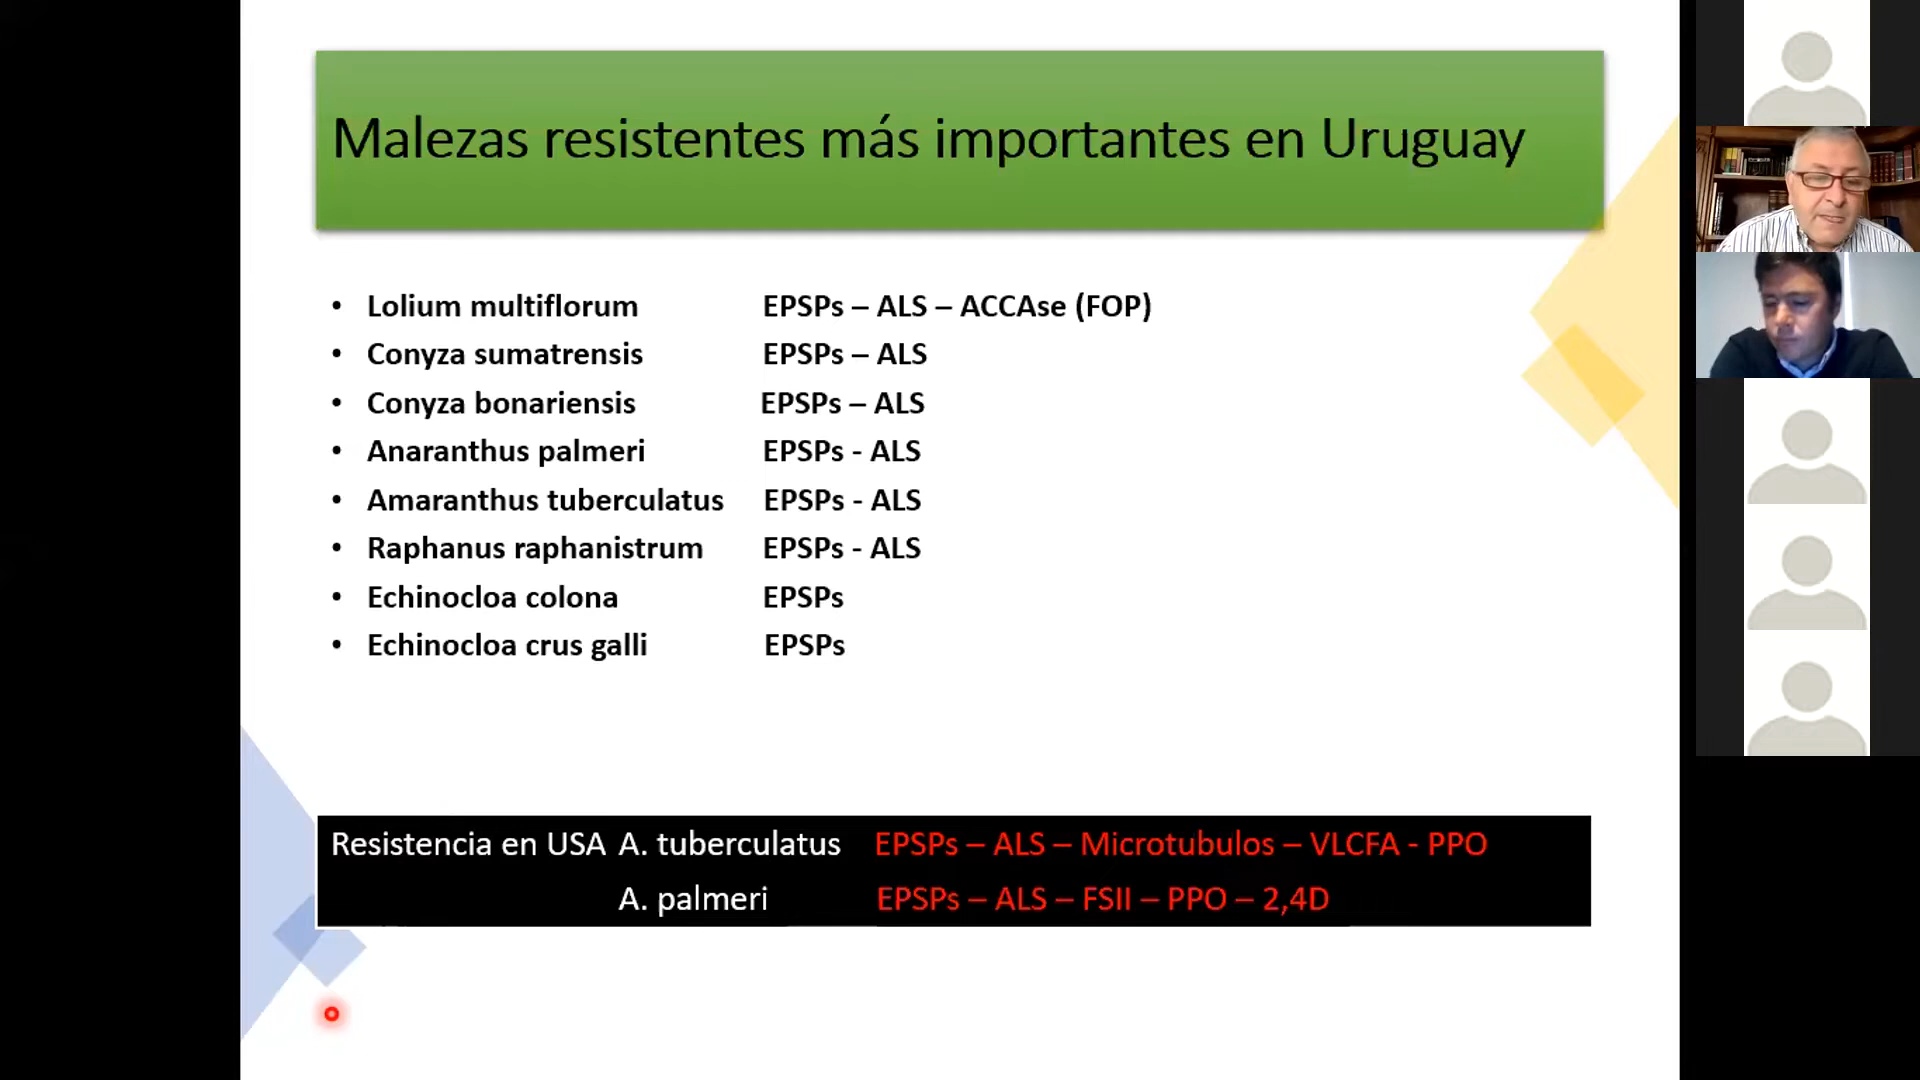 Malezas resistentes más importantes en Uruguay
• Lolium multiflorum EPSPs – ALS – ACCAse (FOP)
• Conyza sumatrensis EPSPs – ALS
• Conyza bonariensis EPSPs – ALS
• Anaranthus palmeri EPSPs - ALS
• Amaranthus tuberculatus EPSPs - ALS
• Raphanus raphanistrum EPSPs - ALS
• Echinocloa colona EPSPs
• Echinocloa crus galli EPSPs
Resistencia en USA A. tuberculatus EPSPs – ALS – Microtubulos – VLCFA - PPO
A. palmeri EPSPs – ALS – FSII – PPO – 2,4D